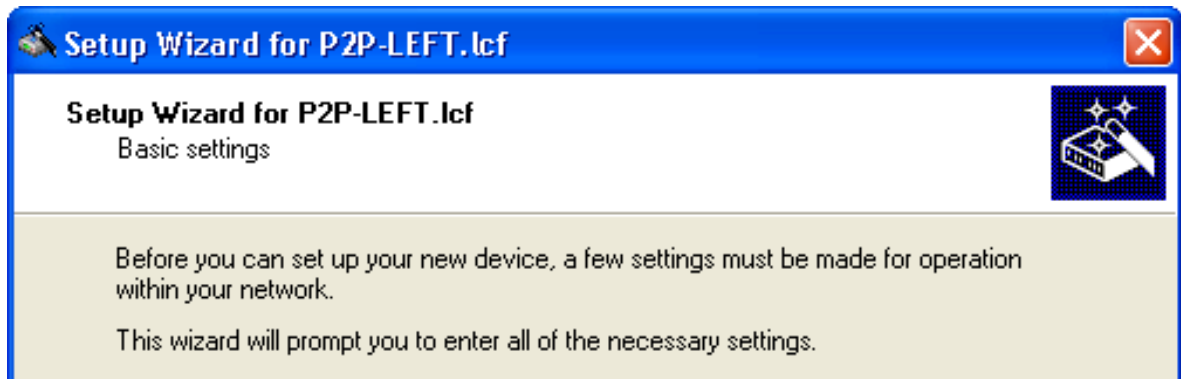 Setup Wizard for P2P-LEFT.lcf
Setup Wizard for P2P-LEFT.lcf
Basic settings
Before you can set up your new device, a few settings must be made for operation
within your network.
This wizard will prompt you to enter all of the necessary settings.